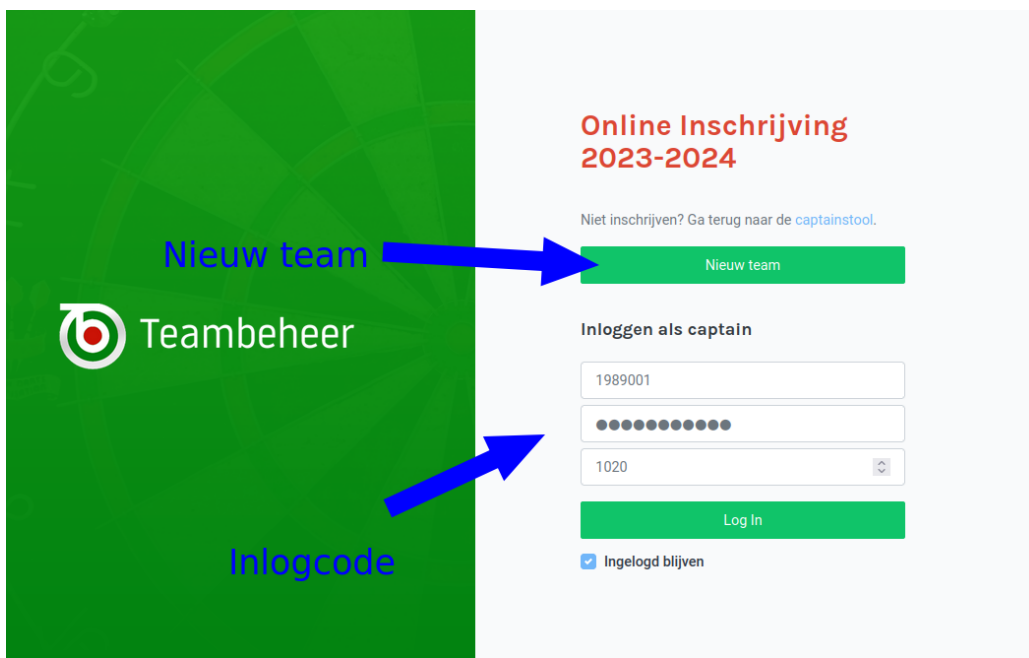 Online Inschrijving
2023-2024
Niet inschrijven? Ga terug naar de captainstool.
Nieuw team
Nieuw team
Teambeheer
Inloggen als captain
1989001
●●●●●●●●●●●
1020
Log In
Inlogcode
Ingelogd blijven